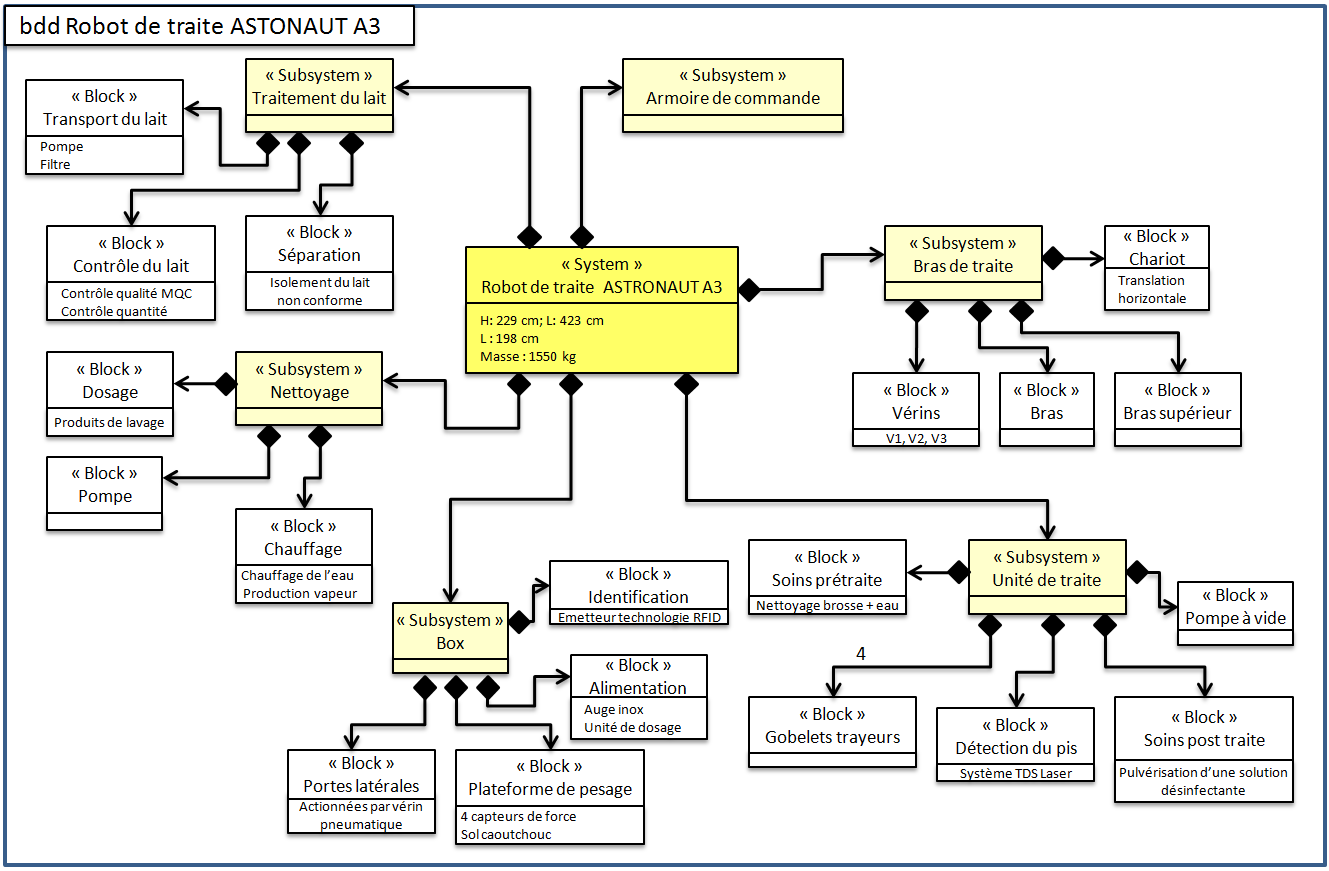 bdd Robot de traite ASTONAUT A3
« Subsystem »
Traitement du lait
« Subsystem »
Armoire de commande
« Block »
Transport du lait
Pompe
Filtre
« Block »
Contrôle du lait
Contrôle qualité MQC
Contrôle quantité
« Block »
Séparation
Isolement du lait
non conforme
« System »
Robot de traite ASTRONAUT A3
H: 229 cm; L: 423 cm
L : 198 cm
Masse : 1550 kg
« Subsystem »
Bras de traite
« Block »
Chariot
Translation
horizontale
« Block »
Vérins
V1, V2, V3
« Block »
Bras
« Block »
Bras supérieur
« Block »
Dosage
Produits de lavage
« Subsystem »
Nettoyage
« Block »
Pompe
« Block »
Chauffage
Chauffage de l’eau
Production vapeur
« Subsystem »
Box
« Block »
Identification
Emetteur technologie RFID
« Block »
Alimentation
Auge inox
Unité de dosage
« Block »
Portes latérales
Actionnées par vérin
pneumatique
« Block »
Plateforme de pesage
4 capteurs de force
Sol caoutchouc
« Block »
Soins prétraite
Nettoyage brosse + eau
« Subsystem »
Unité de traite
« Block »
Pompe à vide
4
« Block »
Gobelets trayeurs
« Block »
Détection du pis
Système TDS Laser
« Block »
Soins post traite
Pulvérisation d’une solution
désinfectante